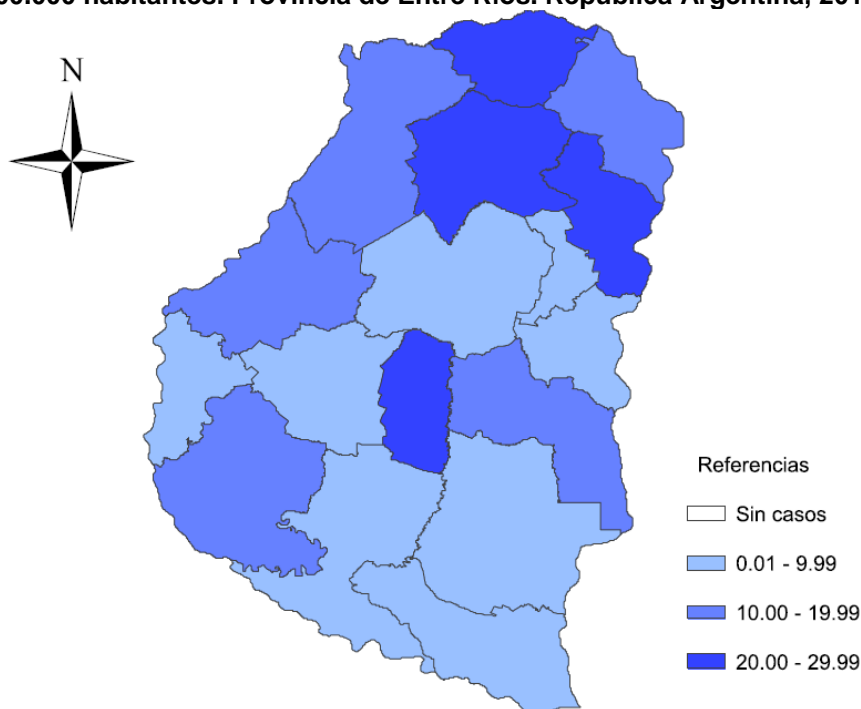 00.000 habitantes. Provincia de Entre Ríos. República Argentina, 201
N
Referencias
Sin casos
0.01 - 9.99
10.00 - 19.99
20.00 - 29.99